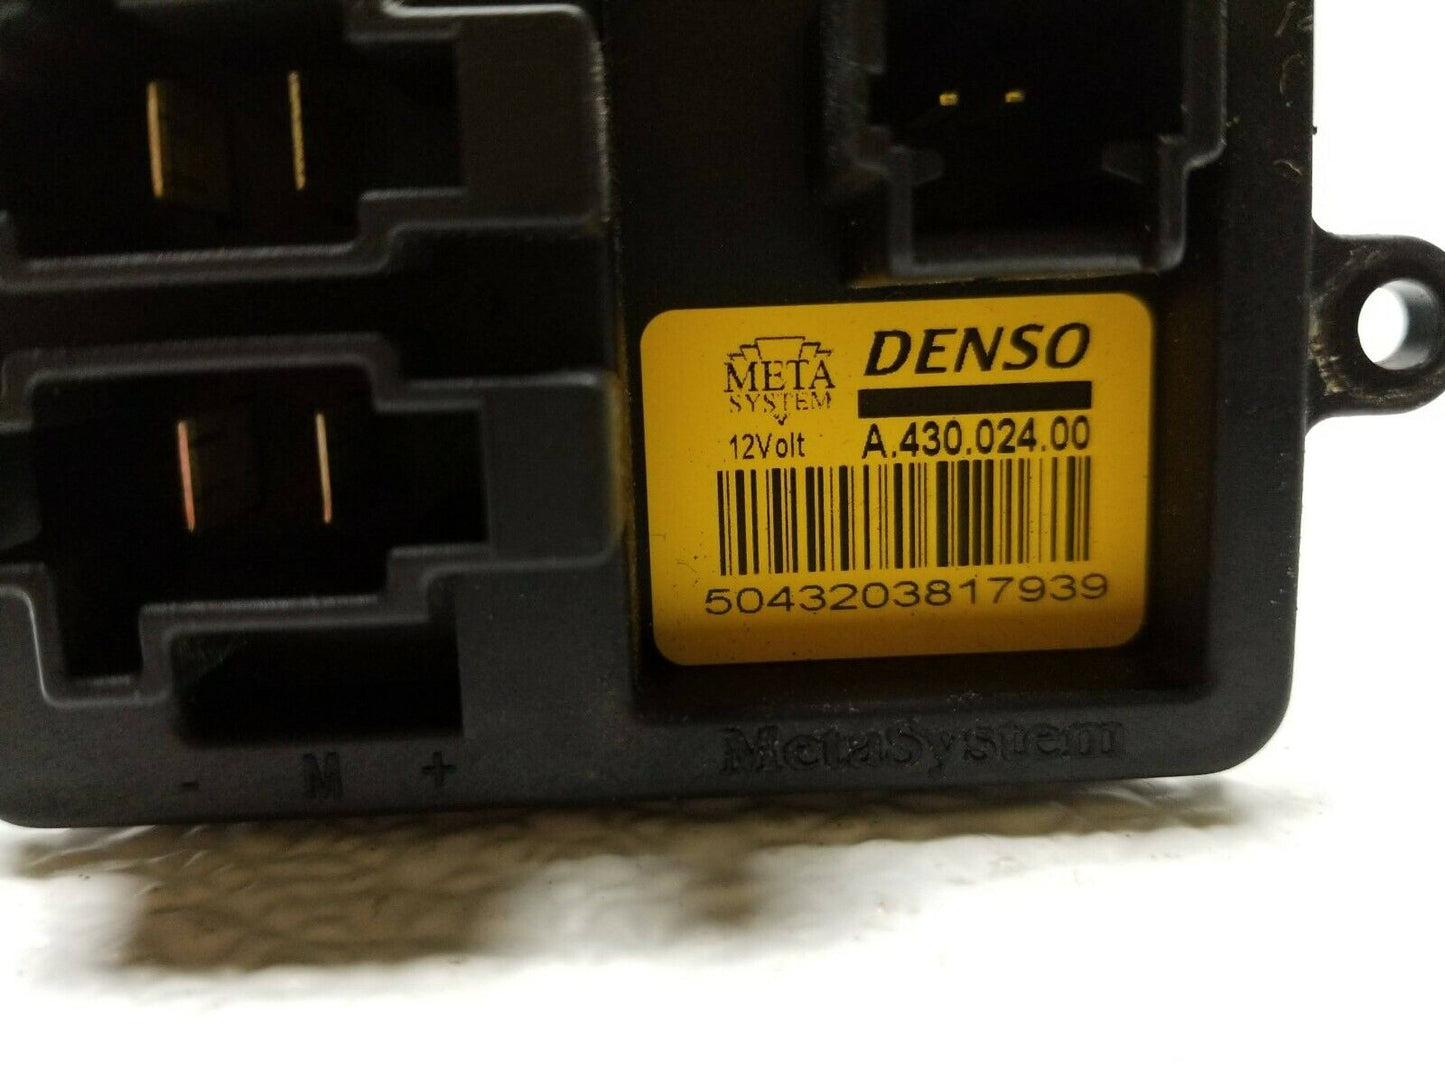 META
SYSTEM
DENSO
12Volt
A.430.024.00
5043203817939
MetaSystem
- M +